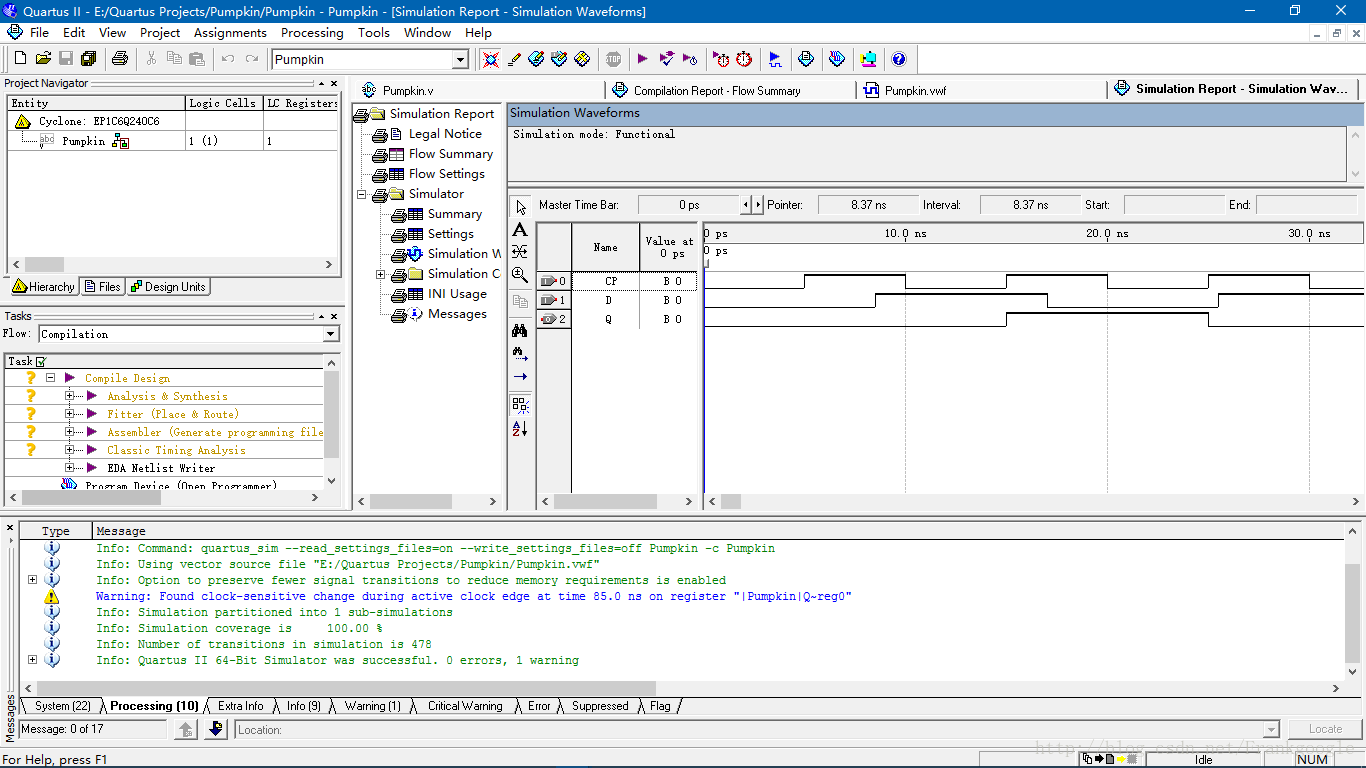 Quartus II - E:/Quartus Projects/Pumpkin/Pumpkin - Pumpkin - [Simulation Report - Simulation Waveforms]
File Edit View Project Assignments Processing Tools Window Help
Pumpkin
STOP
Project Navigator
Entity Logic Cells LC Registers
Cyclone: EP1C6Q240C6
abc Pumpkin 1 (1) 1
Hierarchy Files Design Units
Tasks
Flow: Compilation
Task
Compile Design
Analysis & Synthesis
Fitter (Place & Route)
Assembler (Generate programming file
Classic Timing Analysis
EDA Netlist Writer
Program Device (Open Programmer)
Pumpkin.v
Compilation Report - Flow Summary
Pumpkin.vwf
Simulation Report - Simulation Wav...
Simulation Report
Legal Notice
Flow Summary
Flow Settings
Simulator
Summary
Settings
Simulation W
Simulation C
INI Usage
Messages
Simulation Waveforms
Simulation mode: Functional
Master Time Bar: 0 ps Pointer: 8.37 ns Interval: 8.37 ns Start: End:
Name Value at 0 ps
0 ps 10.0 ns 20.0 ns 30.0 ns
0 ps
0 CP B 0
1 D B 0
2 Q B 0
Type Message
Info: Command: quartus_sim --read_settings_files=on --write_settings_files=off Pumpkin -c Pumpkin
Info: Using vector source file "E:/Quartus Projects/Pumpkin/Pumpkin.vwf"
Info: Option to preserve fewer signal transitions to reduce memory requirements is enabled
Warning: Found clock-sensitive change during active clock edge at time 85.0 ns on register "|Pumpkin|Q~reg0"
Info: Simulation partitioned into 1 sub-simulations
Info: Simulation coverage is 100.00 %
Info: Number of transitions in simulation is 478
Info: Quartus II 64-Bit Simulator was successful. 0 errors, 1 warning
System (22) Processing (10) Extra Info Info (9) Warning (1) Critical Warning Error Suppressed Flag
Messages
Message: 0 of 17 Location: Locate
http://blog.csdn.net/Frankgoogle
For Help, press F1 Idle NUM